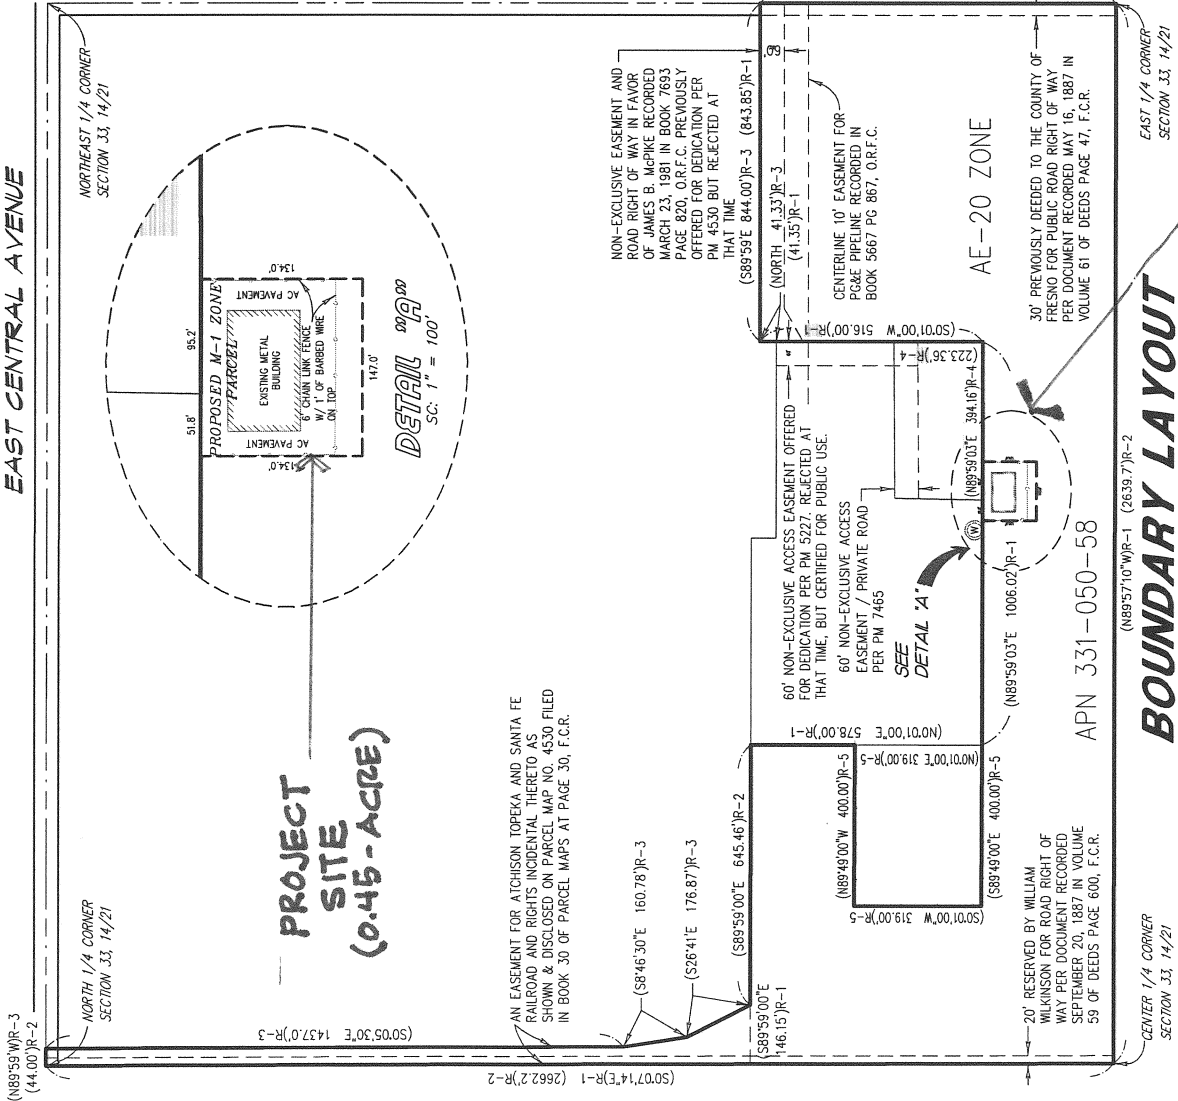 EAST CENTRAL AVENUE
(N89°59'W)R-3
(44.00')R-2
NORTH 1/4 CORNER
SECTION 33, 14/21
NORTHEAST 1/4 CORNER
SECTION 33, 14/21
PROJECT
SITE
(0.45-ACRE)
51.8'
95.2'
PROPOSED M-1 ZONE
PARCEL
134.0'
AC PAVEMENT
EXISTING METAL
BUILDING
AC PAVEMENT
134.0'
6' CHAIN LINK FENCE
W/ 1' OF BARBED WIRE
ON TOP
147.0'
DETAIL "A"
SC: 1" = 100'
(S0°05'30"E 1437.0')R-3
(S0°07'14"E)R-1 (2662.2')R-2
AN EASEMENT FOR ATCHISON TOPEKA AND SANTA FE
RAILROAD AND RIGHTS INCIDENTAL THERETO AS
SHOWN & DISCLOSED ON PARCEL MAP NO. 4530 FILED
IN BOOK 30 OF PARCEL MAPS AT PAGE 30, F.C.R.
(S8°46'30"E 160.78')R-3
(S26°41'E 176.87')R-3
(S89°59'00"E 645.46')R-2
(S89°59'00"E
146.15')R-1
NON-EXCLUSIVE EASEMENT AND
ROAD RIGHT OF WAY IN FAVOR
OF JAMES B. McPIKE RECORDED
MARCH 23, 1981 IN BOOK 7693
PAGE 820, O.R.F.C. PREVIOUSLY
OFFERED FOR DEDICATION PER
PM 4530 BUT REJECTED AT
THAT TIME
(S89°59'E 844.00')R-3 (843.85')R-1
(NORTH 41.33')R-3
(41.35')R-1
CENTERLINE 10' EASEMENT FOR
PG&E PIPELINE RECORDED IN
BOOK 5667 PG 867, O.R.F.C.
(S0°01'00"W 516.00')R-1
(223.36')R-4
(N89°59'03"E 394.16')R-4
60' NON-EXCLUSIVE ACCESS EASEMENT OFFERED
FOR DEDICATION PER PM 5227. REJECTED AT
THAT TIME, BUT CERTIFIED FOR PUBLIC USE.
60' NON-EXCLUSIVE ACCESS
EASEMENT / PRIVATE ROAD
PER PM 7465
SEE
DETAIL "A"
W
(N0°01'00"E 578.00')R-1
(N0°01'00"E 319.00')R-5
(N89°49'00"W 400.00')R-5
(S0°01'00"W 319.00')R-5
(S89°49'00"E 400.00')R-5
(N89°59'03"E 1006.02')R-1
AE-20 ZONE
30' PREVIOUSLY DEEDED TO THE COUNTY OF
FRESNO FOR PUBLIC ROAD RIGHT OF WAY
PER DOCUMENT RECORDED MAY 16, 1887 IN
VOLUME 61 OF DEEDS PAGE 47, F.C.R.
20' RESERVED BY WILLIAM
WILKINSON FOR ROAD RIGHT OF
WAY PER DOCUMENT RECORDED
SEPTEMBER 20, 1887 IN VOLUME
59 OF DEEDS PAGE 600, F.C.R.
APN 331-050-58
(N89°57'10"W)R-1 (2639.7')R-2
CENTER 1/4 CORNER
SECTION 33, 14/21
EAST 1/4 CORNER
SECTION 33, 14/21
BOUNDARY LAYOUT